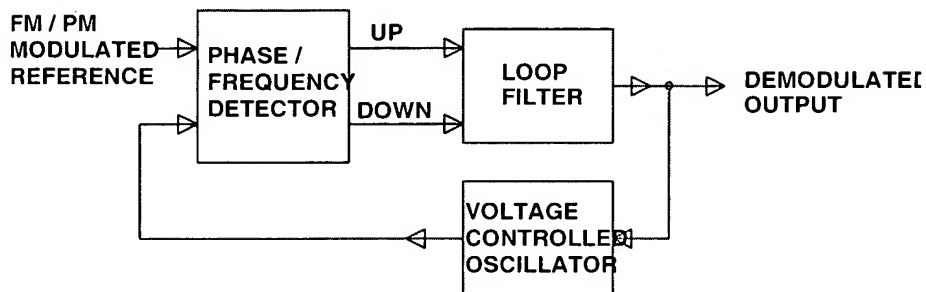 FM / PM
MODULATED
REFERENCE
PHASE /
FREQUENCY
DETECTOR
UP
DOWN
LOOP
FILTER
DEMODULATED
OUTPUT
VOLTAGE
CONTROLLED
OSCILLATOR